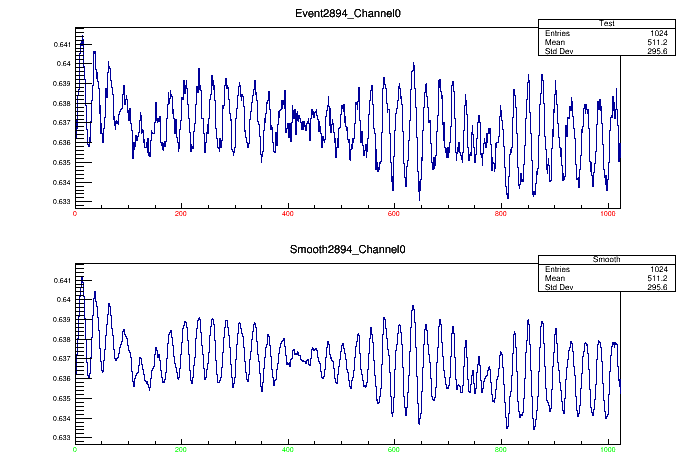 Event2894_Channel0
Test
Entries 1024
Mean 511.2
Std Dev 295.6
0.641
0.64
0.639
0.638
0.637
0.636
0.635
0.634
0.633
0 200 400 600 800 1000
Smooth2894_Channel0
Smooth
Entries 1024
Mean 511.2
Std Dev 295.6
0.641
0.64
0.639
0.638
0.637
0.636
0.635
0.634
0.633
0 200 400 600 800 1000